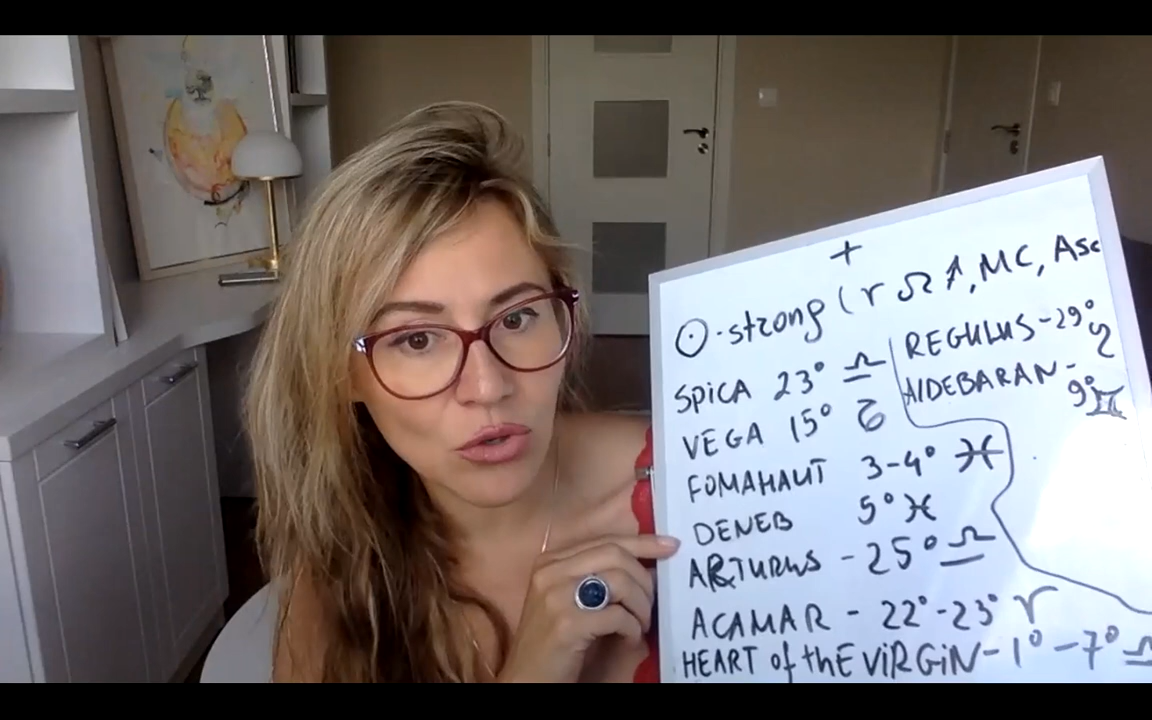 +
☉-strong (♈ ♌ ♐, MC, Asc
SPICA 23° ♎
VEGA 15° ♑
FOMAHAUT 3-4° ♓
DENEB 5° ♓
ARTURUS - 25° ♎
ACAMAR - 22°-23° ♈
HEART of thE VIRGIN - 1° - 7° ♎
REGULUS - 29° ♌
AlDEBARAN -
9° ♊